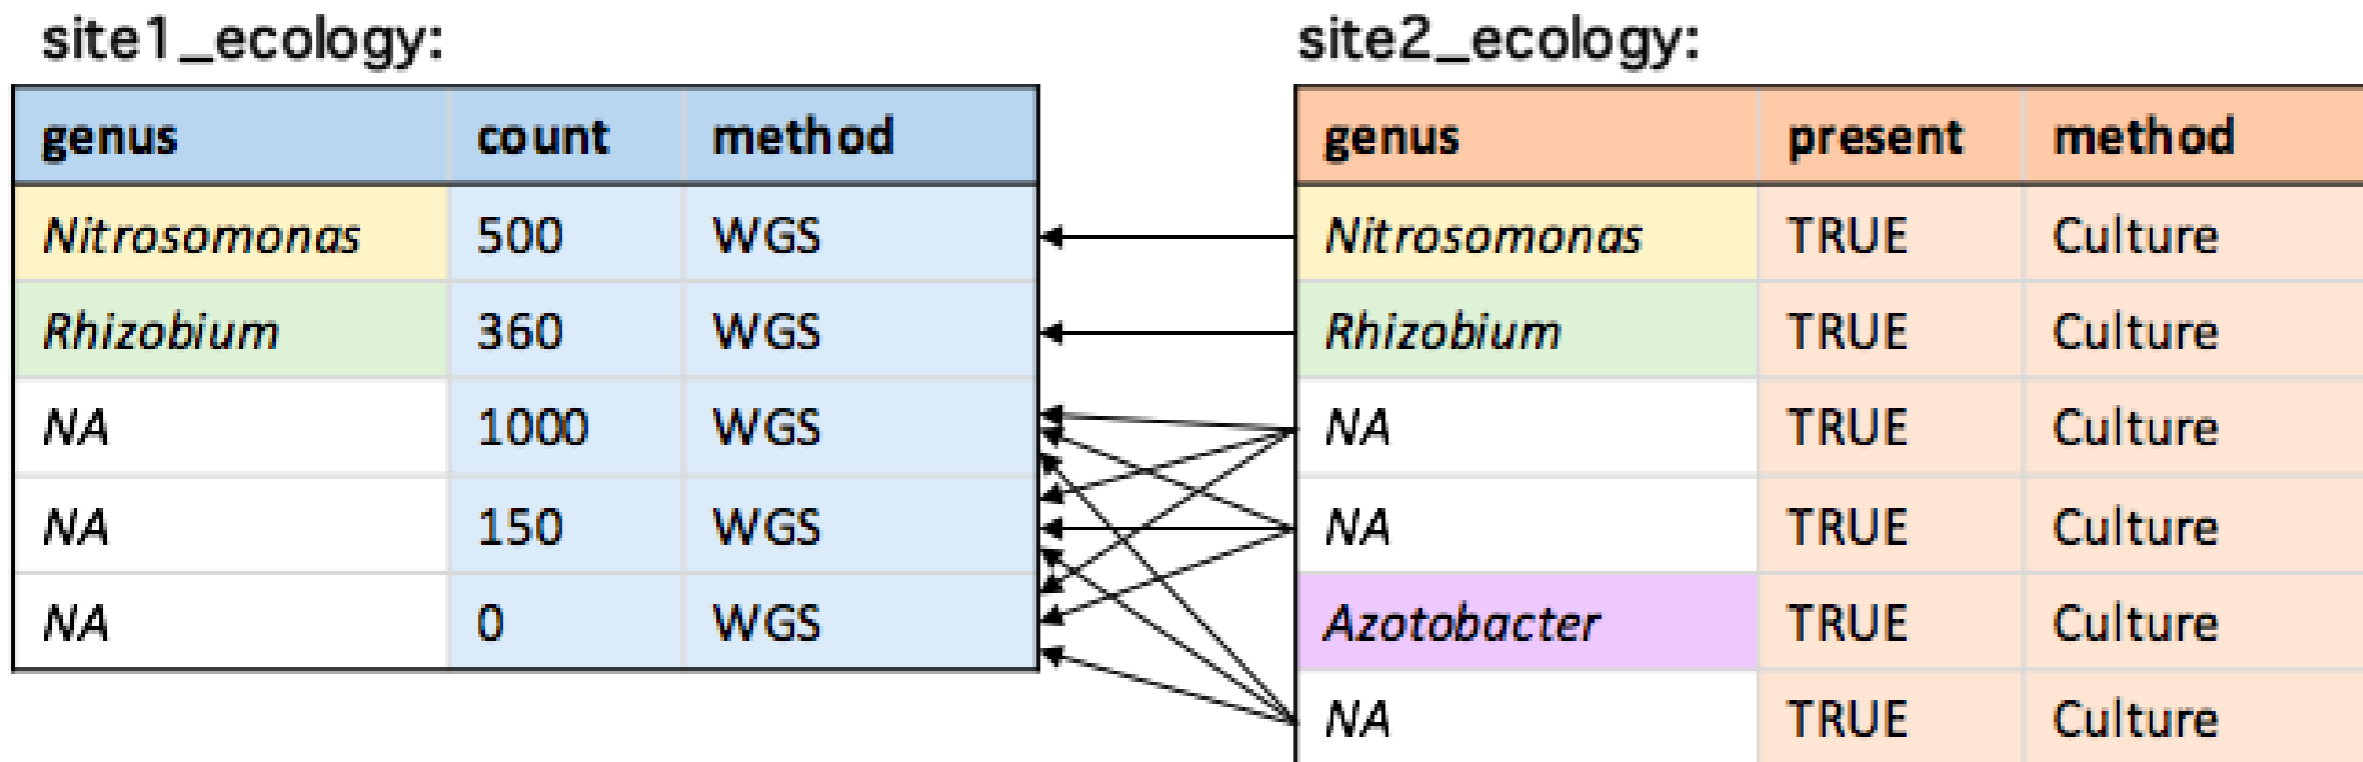 site1_ecology:
genus count method
Nitrosomonas 500 WGS
Rhizobium 360 WGS
NA 1000 WGS
NA 150 WGS
NA 0 WGS
site2_ecology:
genus present method
Nitrosomonas TRUE Culture
Rhizobium TRUE Culture
NA TRUE Culture
NA TRUE Culture
Azotobacter TRUE Culture
NA TRUE Culture